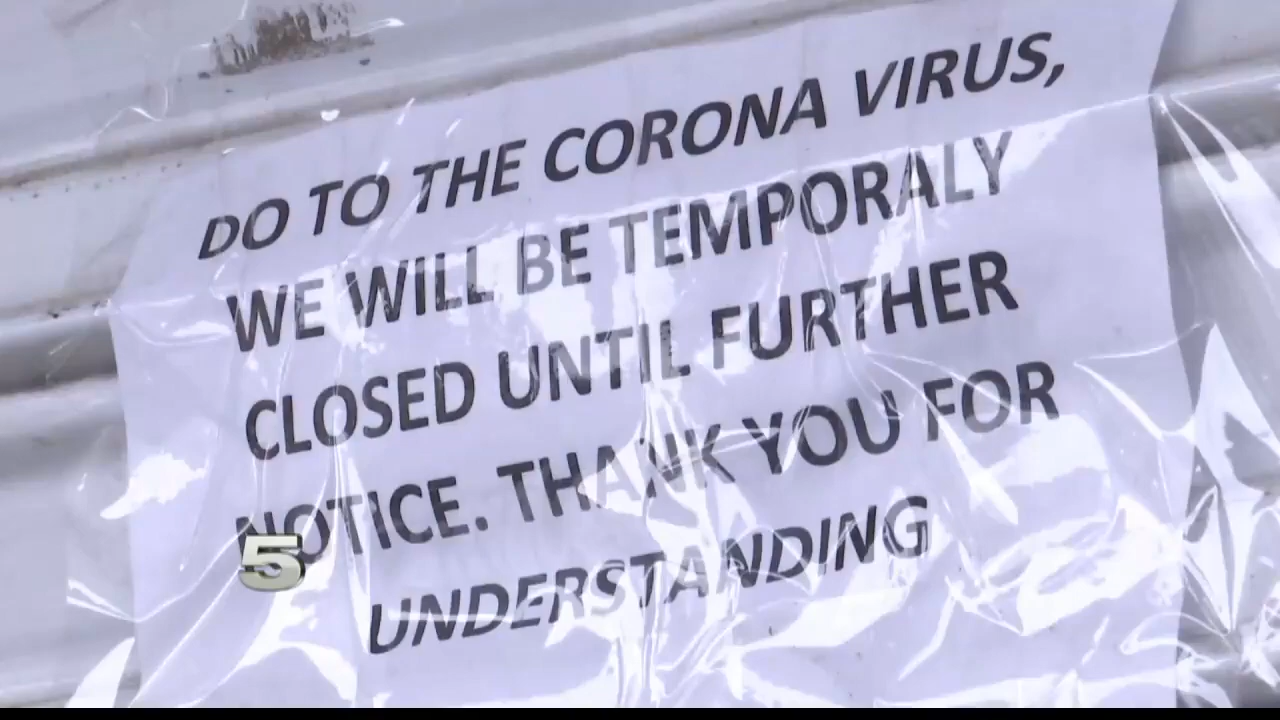 DO TO THE CORONA VIRUS,
WE WILL BE TEMPORALY
CLOSED UNTIL FURTHER
NOTICE. THANK YOU FOR
UNDERSTANDING
5